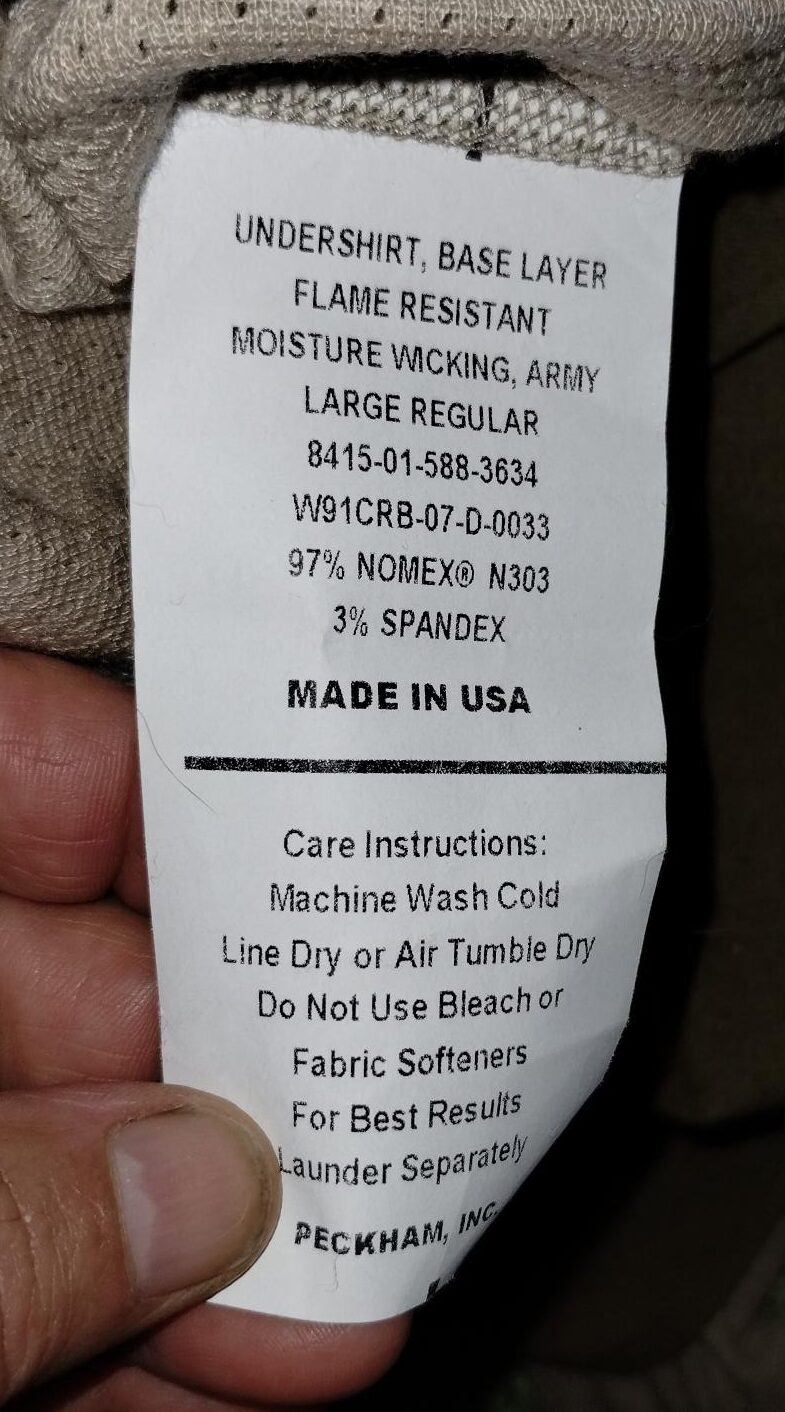 UNDERSHIRT, BASE LAYER
FLAME RESISTANT
MOISTURE WICKING, ARMY
LARGE REGULAR
8415-01-588-3634
W91CRB-07-D-0033
97% NOMEX® N303
3% SPANDEX
MADE IN USA
Care Instructions:
Machine Wash Cold
Line Dry or Air Tumble Dry
Do Not Use Bleach or
Fabric Softeners
For Best Results
Launder Separately
PECKHAM, INC.